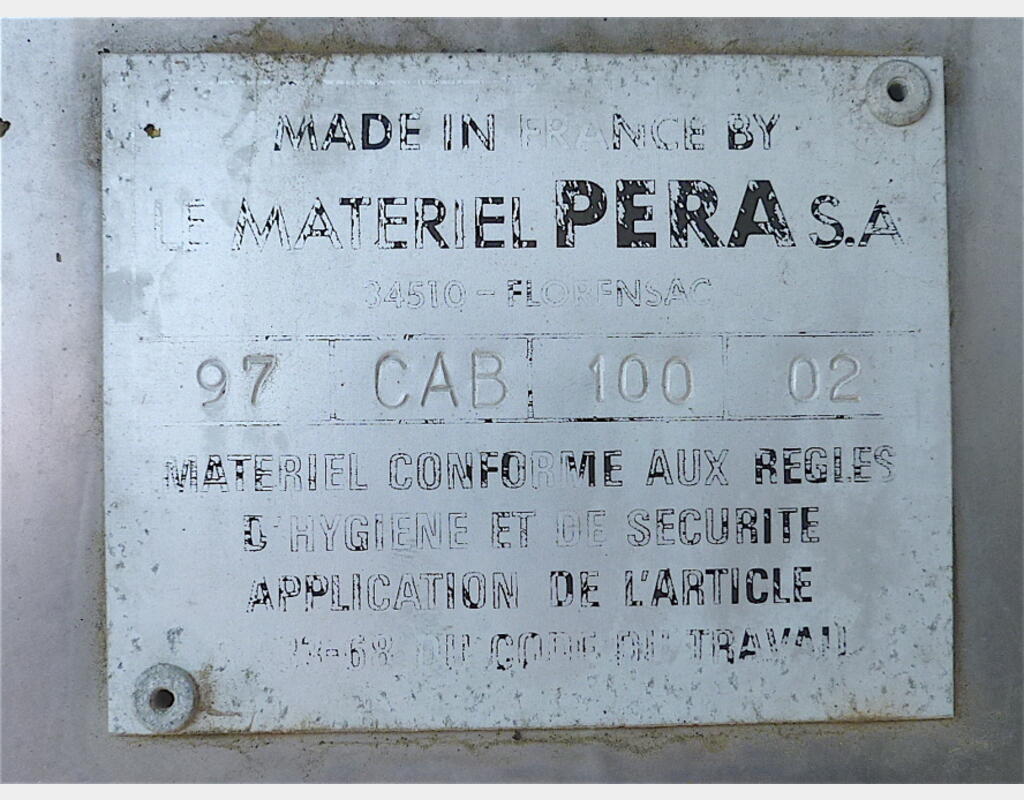 MADE IN FRANCE BY
LE MATERIEL PERA S.A
34510 - FLORENSAC
97 CAB 100 02
MATERIEL CONFORME AUX REGLES
D'HYGIENE ET DE SECURITE
APPLICATION DE L'ARTICLE
DU CODE DU TRAVAIL